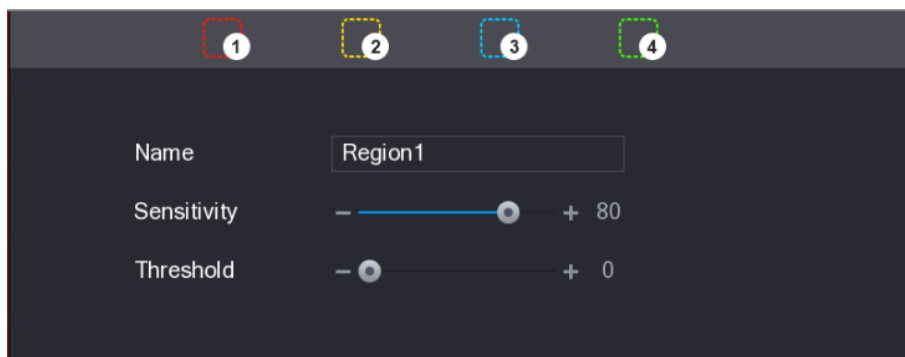 1 2 3 4
Name Region1
Sensitivity − + 80
Threshold − + 0